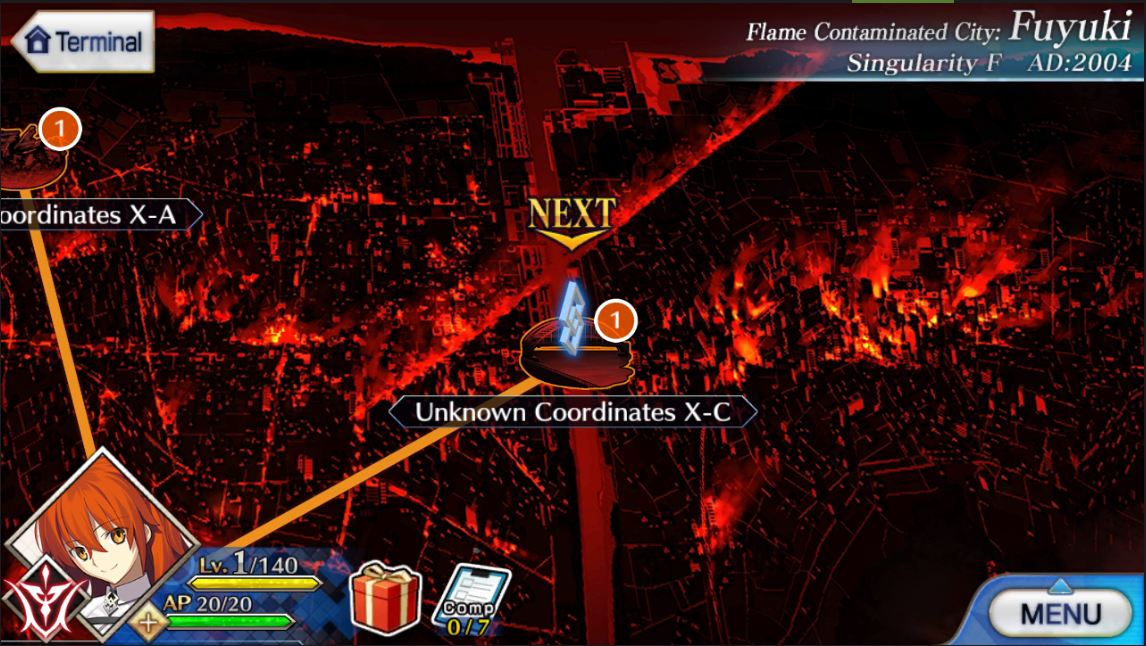 Terminal
Flame Contaminated City: Fuyuki
Singularity F AD:2004
1
oordinates X-A
NEXT
1
Unknown Coordinates X-C
Lv. 1/140
AP 20/20
Comp
0/7
MENU